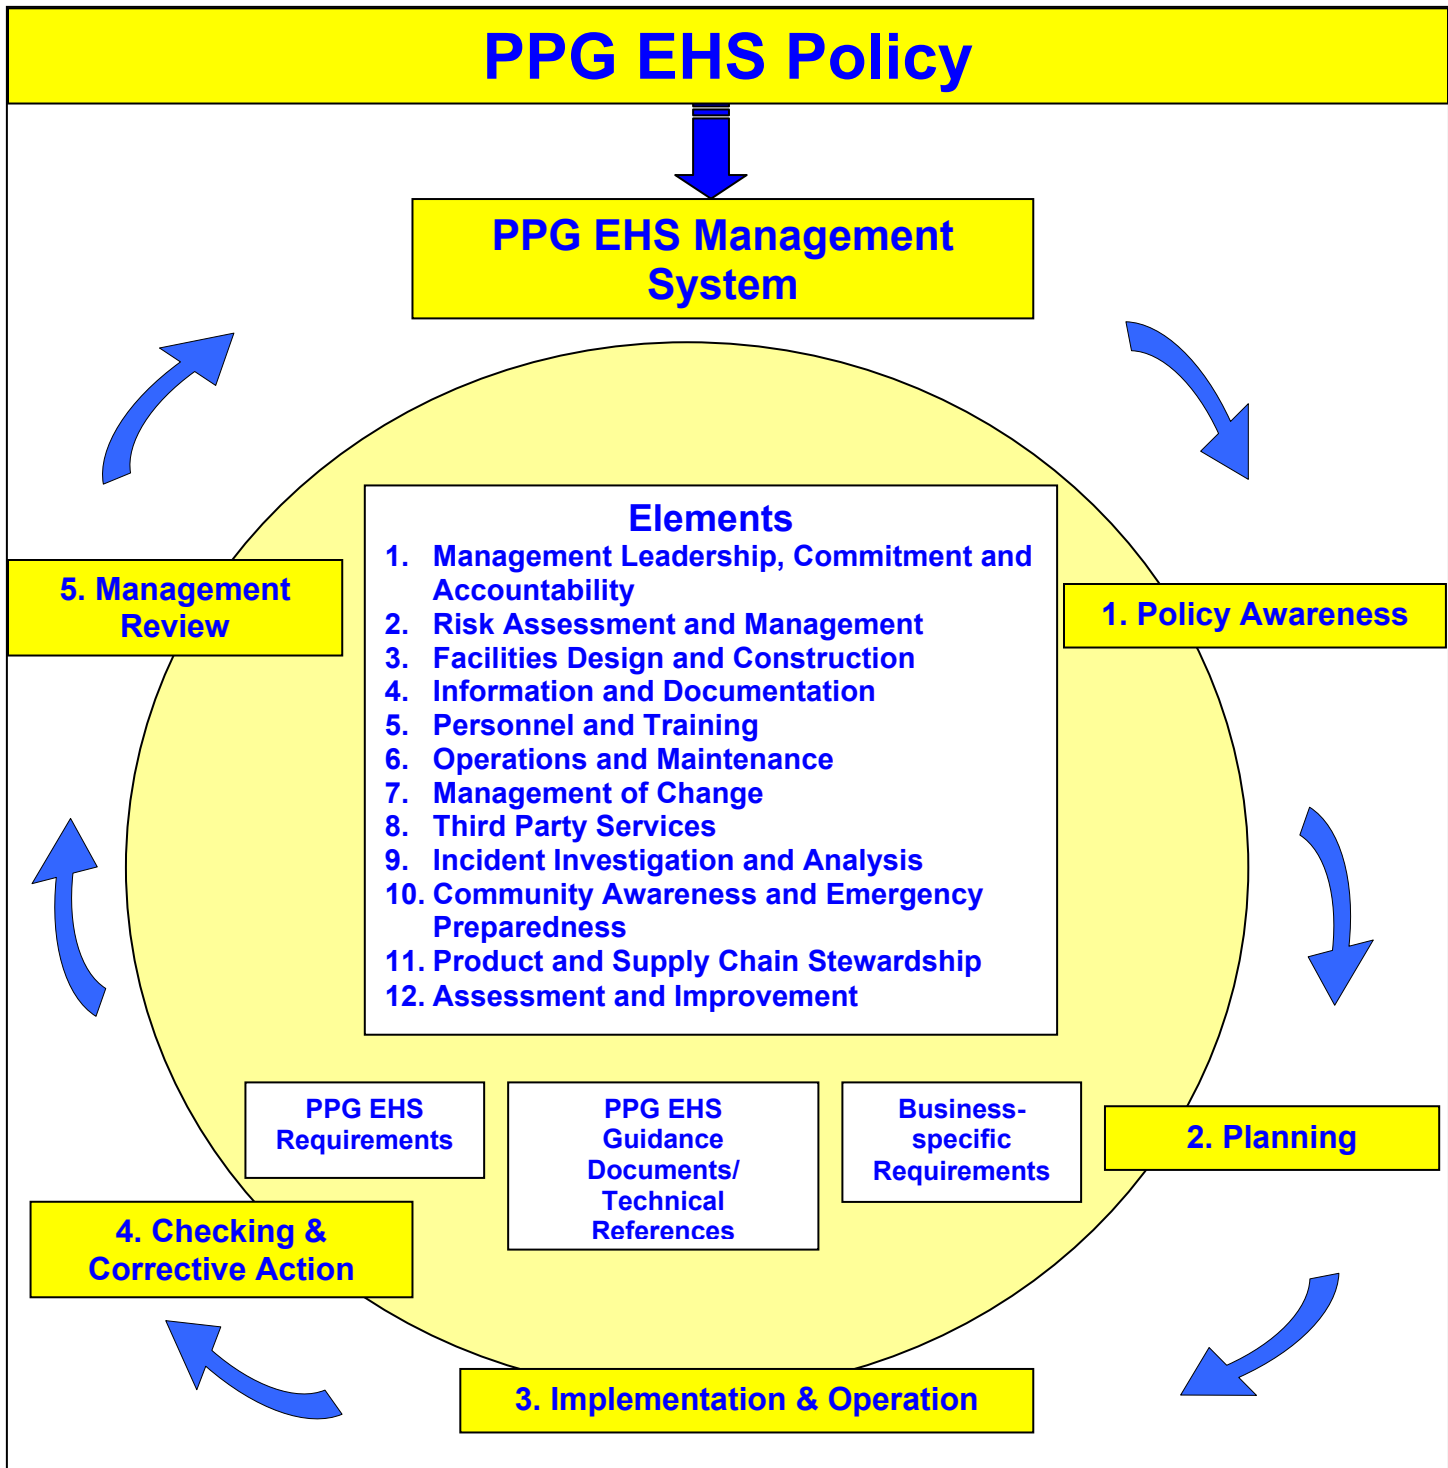 PPG EHS Policy
PPG EHS Management
System
Elements
1. Management Leadership, Commitment and
Accountability
2. Risk Assessment and Management
3. Facilities Design and Construction
4. Information and Documentation
5. Personnel and Training
6. Operations and Maintenance
7. Management of Change
8. Third Party Services
9. Incident Investigation and Analysis
10. Community Awareness and Emergency
Preparedness
11. Product and Supply Chain Stewardship
12. Assessment and Improvement
5. Management
Review
1. Policy Awareness
PPG EHS
Requirements
PPG EHS
Guidance
Documents/
Technical
References
Business-
specific
Requirements
2. Planning
4. Checking &
Corrective Action
3. Implementation & Operation